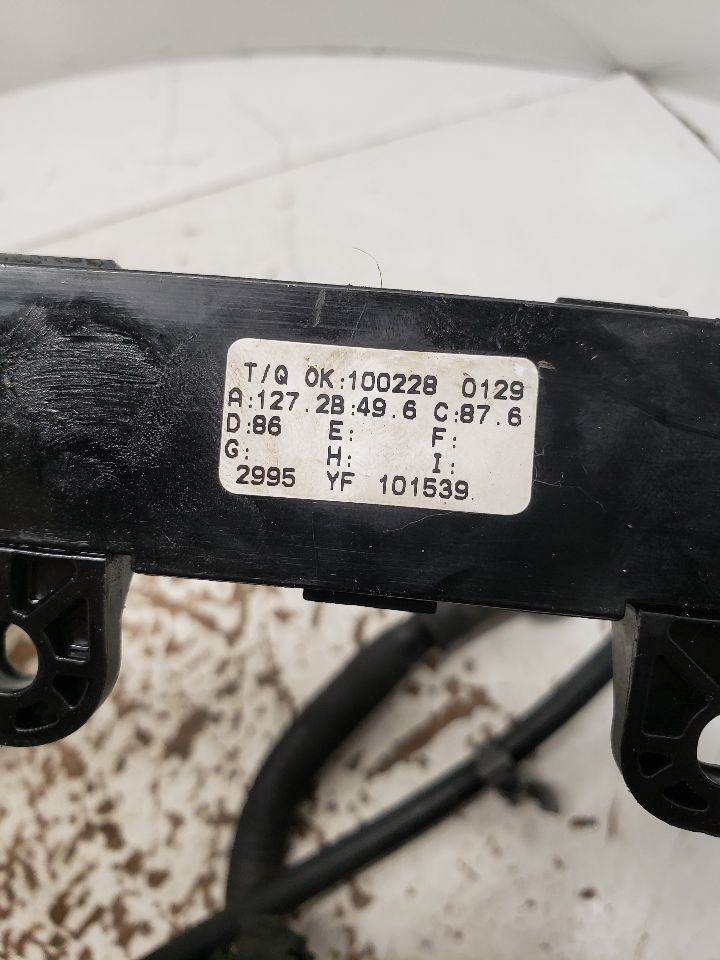 T/Q OK:100228 0129
A:127.2B:49.6 C:87.6
D:86 E: F:
G: H: I:
2995 YF 101539